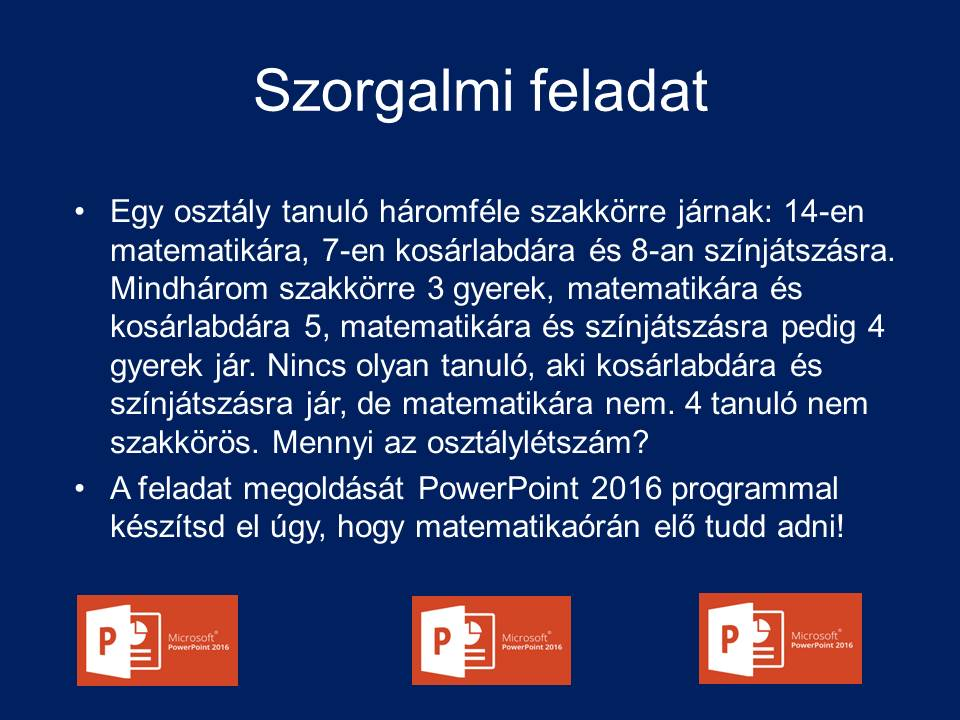 Szorgalmi feladat
• Egy osztály tanuló háromféle szakkörre járnak: 14-en
matematikára, 7-en kosárlabdára és 8-an színjátszásra.
Mindhárom szakkörre 3 gyerek, matematikára és
kosárlabdára 5, matematikára és színjátszásra pedig 4
gyerek jár. Nincs olyan tanuló, aki kosárlabdára és
színjátszásra jár, de matematikára nem. 4 tanuló nem
szakkörös. Mennyi az osztálylétszám?
• A feladat megoldását PowerPoint 2016 programmal
készítsd el úgy, hogy matematikaórán elő tudd adni!
P
Microsoft®
PowerPoint 2016
P
Microsoft®
PowerPoint 2016
P
Microsoft®
PowerPoint 2016